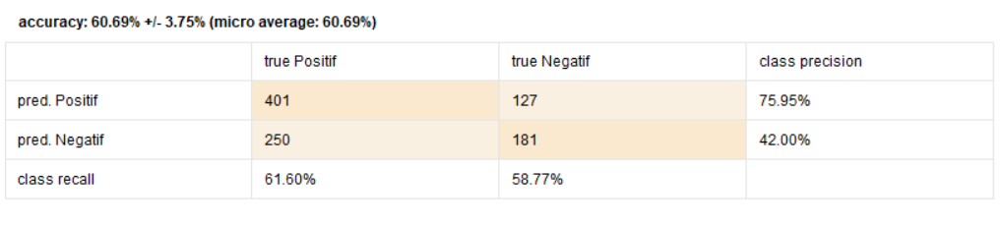 accuracy: 60.69% +/- 3.75% (micro average: 60.69%)
true Positif true Negatif class precision
pred. Positif 401 127 75.95%
pred. Negatif 250 181 42.00%
class recall 61.60% 58.77%